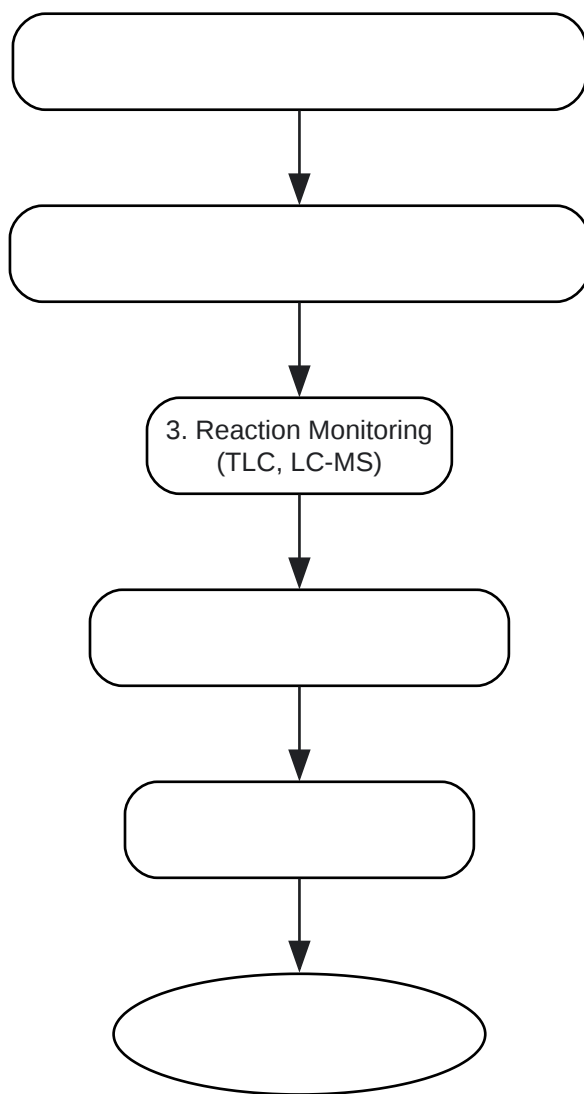 3. Reaction Monitoring
(TLC, LC-MS)